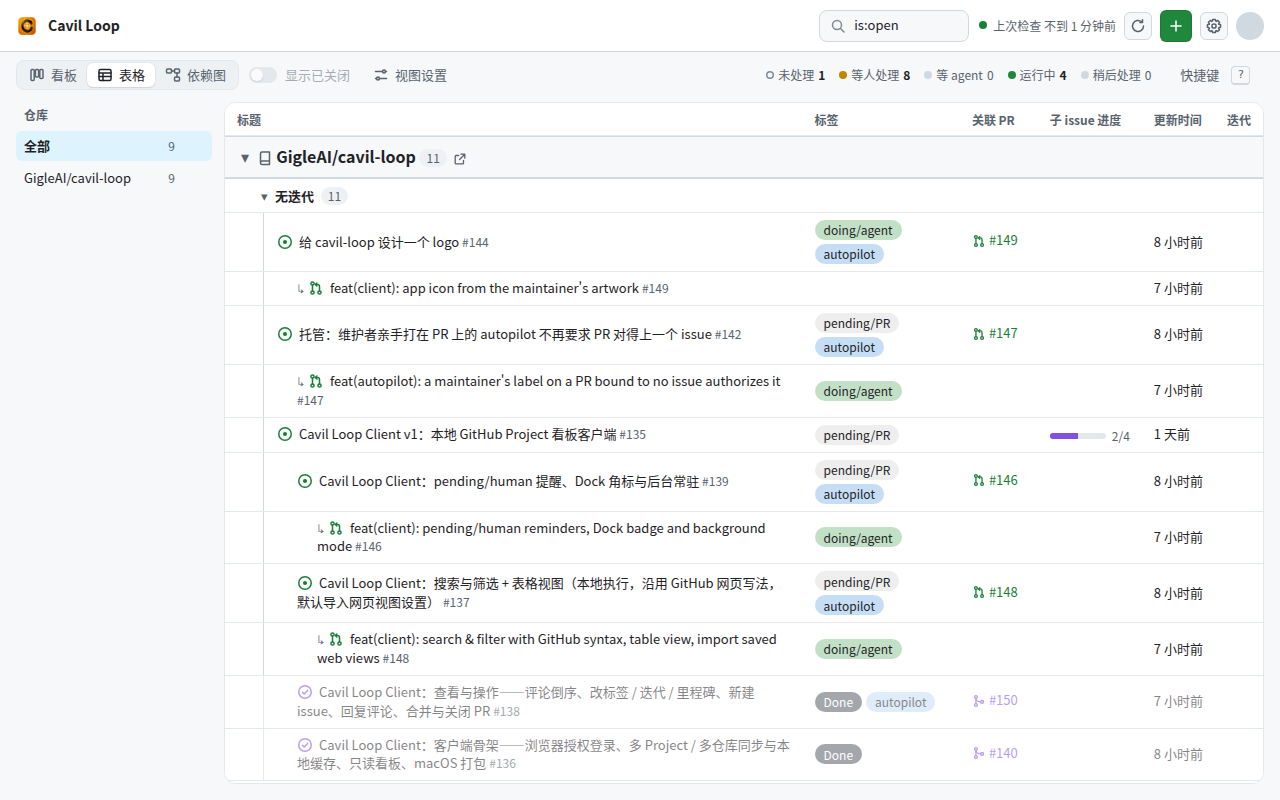 Cavil Loop
is:open
上次检查 不到 1 分钟前
看板
表格
依赖图
显示已关闭
视图设置
未处理 1
等人处理 8
等 agent 0
运行中 4
稍后处理 0
快捷键 ?
仓库
全部 9
GigleAI/cavil-loop 9
标题 标签 关联 PR 子 issue 进度 更新时间 迭代
▼ GigleAI/cavil-loop 11
▼ 无迭代 11
给 cavil-loop 设计一个 logo #144 doing/agent autopilot #149 8 小时前
↳ feat(client): app icon from the maintainer's artwork #149 7 小时前
托管：维护者亲手打在 PR 上的 autopilot 不再要求 PR 对得上一个 issue #142 pending/PR autopilot #147 8 小时前
↳ feat(autopilot): a maintainer's label on a PR bound to no issue authorizes it
#147 doing/agent 7 小时前
Cavil Loop Client v1：本地 GitHub Project 看板客户端 #135 pending/PR 2/4 1 天前
Cavil Loop Client：pending/human 提醒、Dock 角标与后台常驻 #139 pending/PR autopilot #146 8 小时前
↳ feat(client): pending/human reminders, Dock badge and background
mode #146 doing/agent 7 小时前
Cavil Loop Client：搜索与筛选 + 表格视图（本地执行，沿用 GitHub 网页写法，
默认导入网页视图设置） #137 pending/PR autopilot #148 8 小时前
↳ feat(client): search & filter with GitHub syntax, table view, import saved
web views #148 doing/agent 7 小时前
Cavil Loop Client：查看与操作——评论倒序、改标签 / 迭代 / 里程碑、新建
issue、回复评论、合并与关闭 PR #138 Done autopilot #150 7 小时前
Cavil Loop Client：客户端骨架——浏览器授权登录、多 Project / 多仓库同步与本
地缓存、只读看板、macOS 打包 #136 Done #140 8 小时前